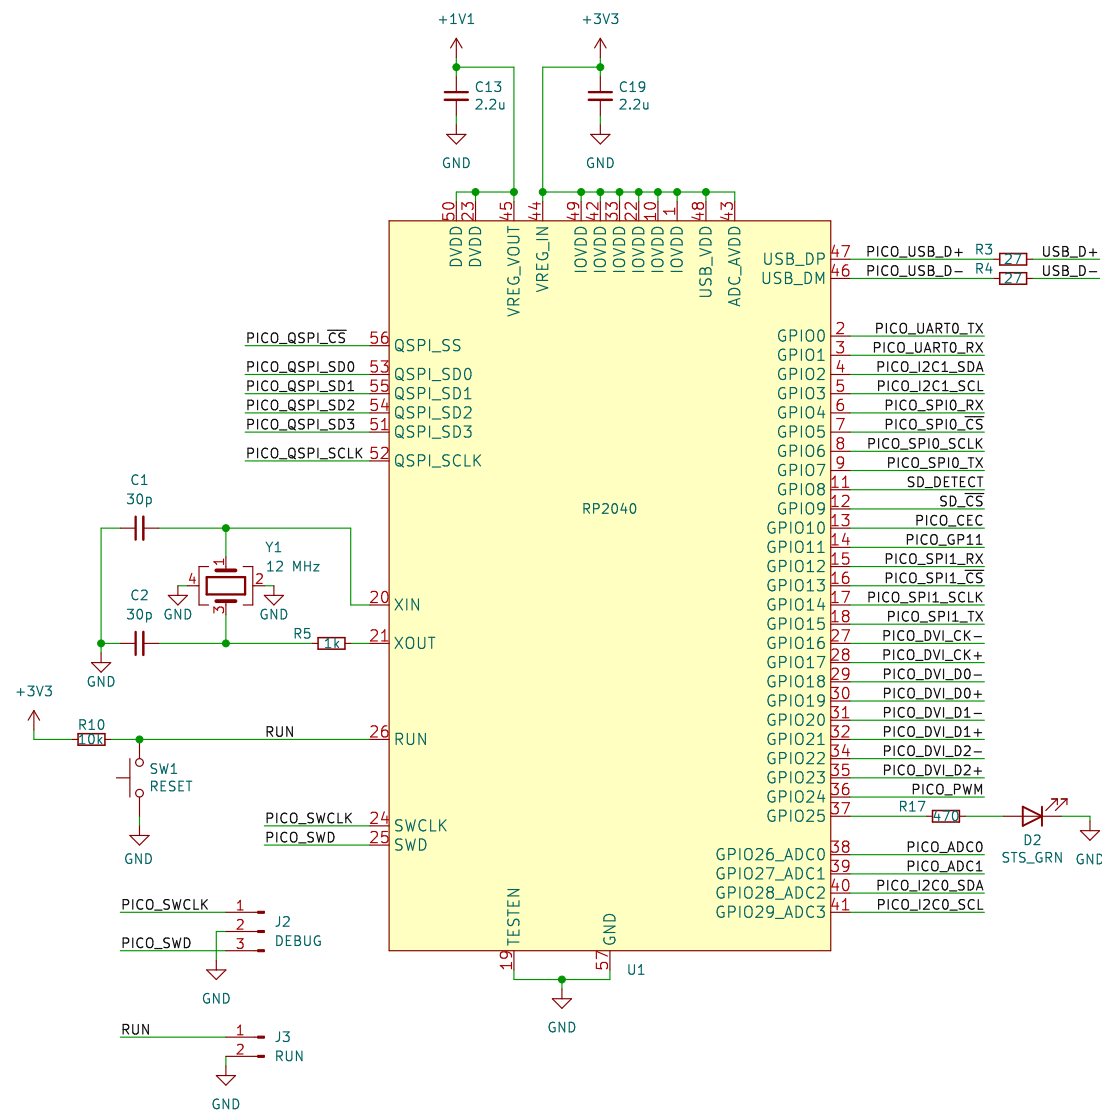 +1V1
+3V3
C13
2.2u
C19
2.2u
GND
GND
50
23
45
44
49
42
33
22
10
1
48
43
DVDD
DVDD
VREG_VOUT
VREG_IN
IOVDD
IOVDD
IOVDD
IOVDD
IOVDD
IOVDD
USB_VDD
ADC_AVDD
USB_DP 47 PICO_USB_D+ R3 27 USB_D+
USB_DM 46 PICO_USB_D- R4 27 USB_D-
PICO_QSPI_CS 56 QSPI_SS
PICO_QSPI_SD0 53 QSPI_SD0
PICO_QSPI_SD1 55 QSPI_SD1
PICO_QSPI_SD2 54 QSPI_SD2
PICO_QSPI_SD3 51 QSPI_SD3
PICO_QSPI_SCLK 52 QSPI_SCLK
GPIO0 2 PICO_UART0_TX
GPIO1 3 PICO_UART0_RX
GPIO2 4 PICO_I2C1_SDA
GPIO3 5 PICO_I2C1_SCL
GPIO4 6 PICO_SPI0_RX
GPIO5 7 PICO_SPI0_CS
GPIO6 8 PICO_SPI0_SCLK
GPIO7 9 PICO_SPI0_TX
GPIO8 11 SD_DETECT
GPIO9 12 SD_CS
GPIO10 13 PICO_CEC
GPIO11 14 PICO_GP11
GPIO12 15 PICO_SPI1_RX
GPIO13 16 PICO_SPI1_CS
GPIO14 17 PICO_SPI1_SCLK
GPIO15 18 PICO_SPI1_TX
GPIO16 27 PICO_DVI_CK-
GPIO17 28 PICO_DVI_CK+
GPIO18 29 PICO_DVI_D0-
GPIO19 30 PICO_DVI_D0+
GPIO20 31 PICO_DVI_D1-
GPIO21 32 PICO_DVI_D1+
GPIO22 34 PICO_DVI_D2-
GPIO23 35 PICO_DVI_D2+
GPIO24 36 PICO_PWM
GPIO25 37 R17 470
D2
STS_GRN
GND
GPIO26_ADC0 38 PICO_ADC0
GPIO27_ADC1 39 PICO_ADC1
GPIO28_ADC2 40 PICO_I2C0_SDA
GPIO29_ADC3 41 PICO_I2C0_SCL
RP2040
C1
30p
Y1
12 MHz
1
4
2
3
GND
GND
C2
30p
GND
20 XIN
R5 1k 21 XOUT
+3V3
R10
10k
RUN 26 RUN
SW1
RESET
GND
PICO_SWCLK 24 SWCLK
PICO_SWD 25 SWD
PICO_SWCLK 1
2
PICO_SWD 3
J2
DEBUG
GND
TESTEN
GND
19
57
U1
GND
RUN 1
2
J3
RUN
GND